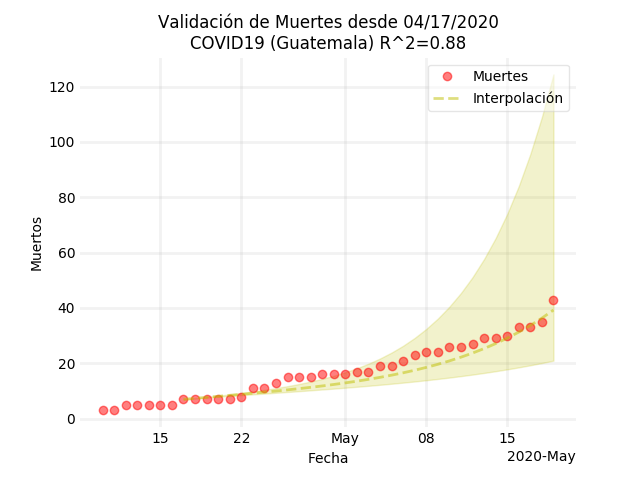 Validación de Muertes desde 04/17/2020
COVID19 (Guatemala) R^2=0.88
Muertes
Interpolación
120
100
80
60
40
20
0
Muertos
15
22
May
08
15
Fecha
2020-May